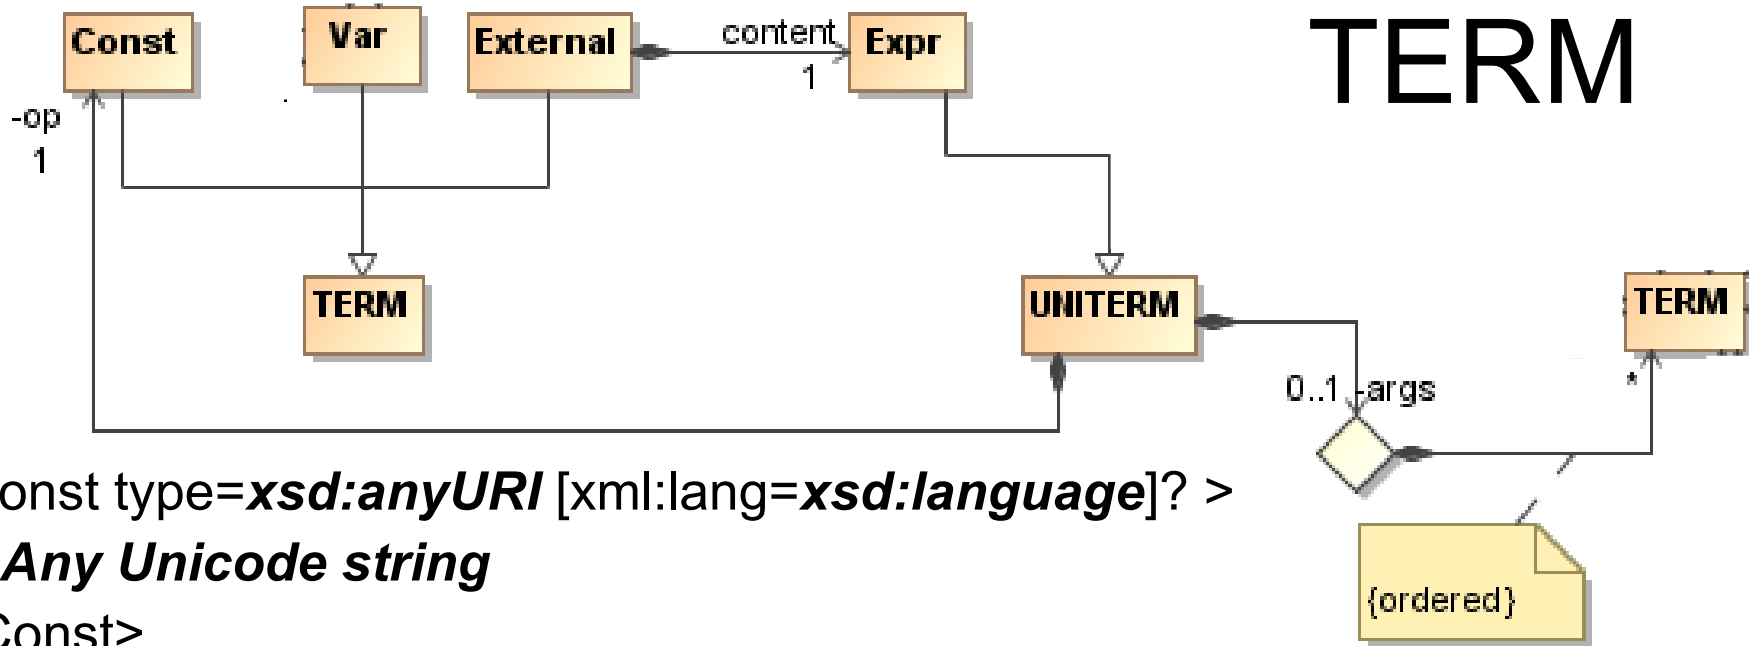 TERM
Const
Var
External
content
1
Expr
-op
1
TERM
UNITERM
TERM
0..1 -args
*
onst type=xsd:anyURI [xml:lang=xsd:language]? >
Any Unicode string
Const>
{ordered}